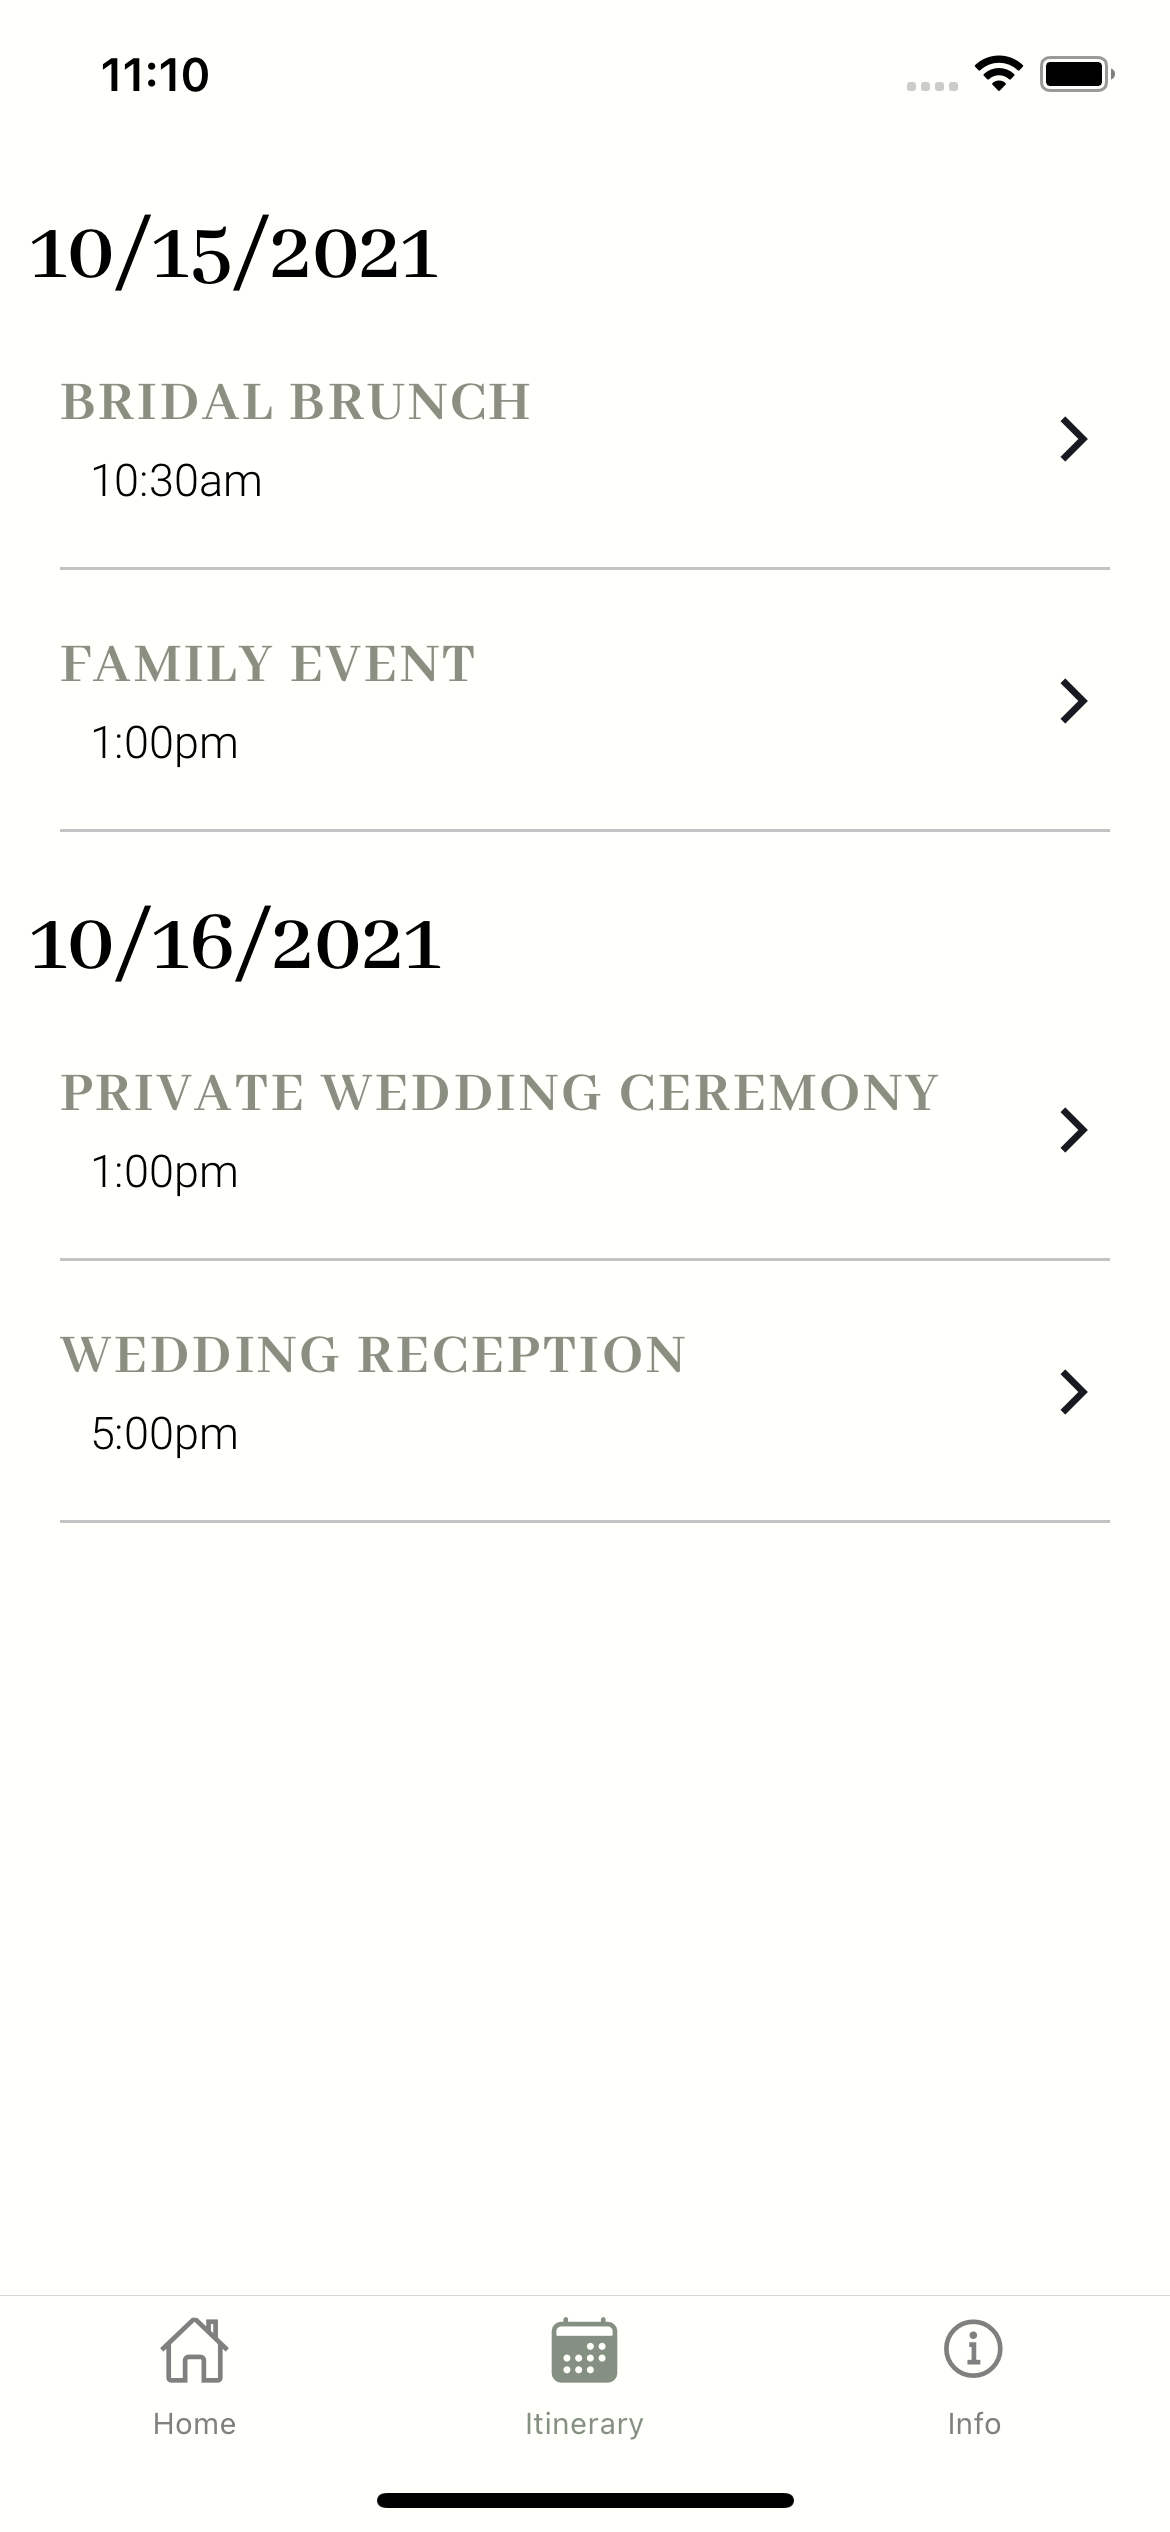 11:10
10/15/2021
BRIDAL BRUNCH
10:30am
FAMILY EVENT
1:00pm
10/16/2021
PRIVATE WEDDING CEREMONY
1:00pm
WEDDING RECEPTION
5:00pm
Home Itinerary Info